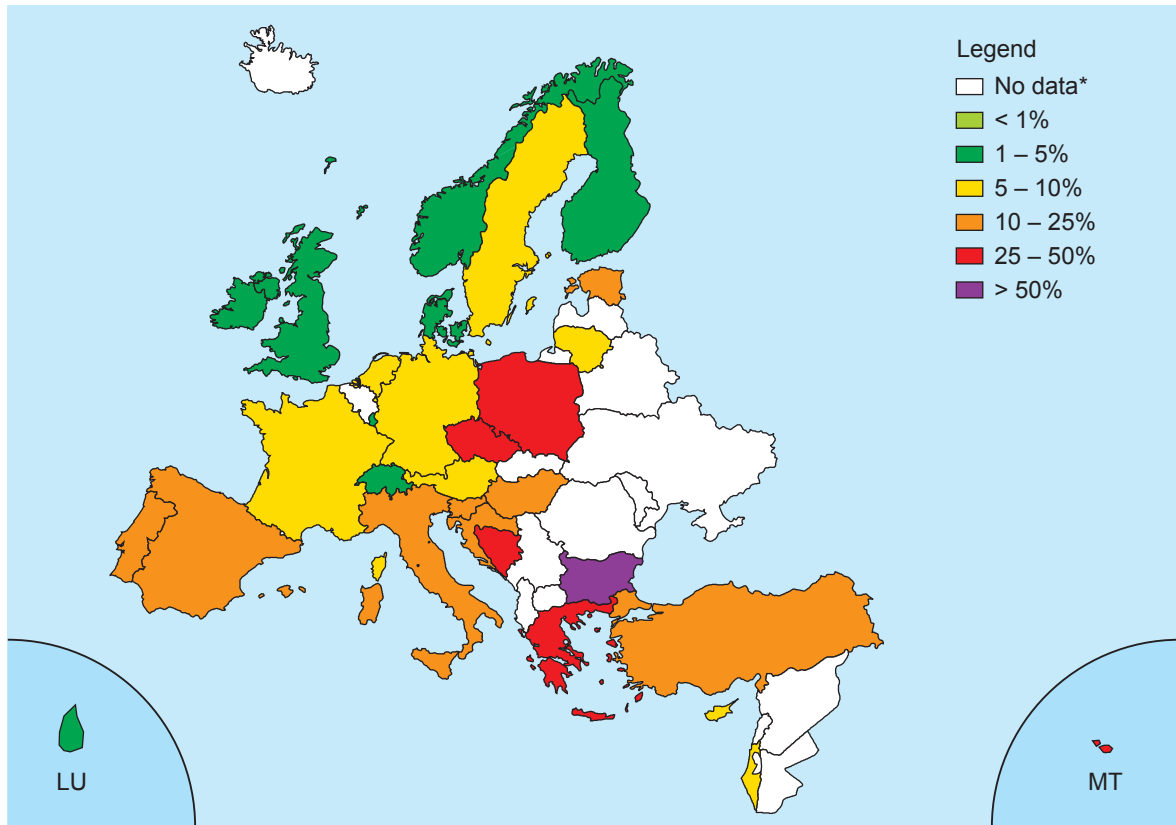 Legend
No data*
< 1%
1 – 5%
5 – 10%
10 – 25%
25 – 50%
> 50%
LU
MT